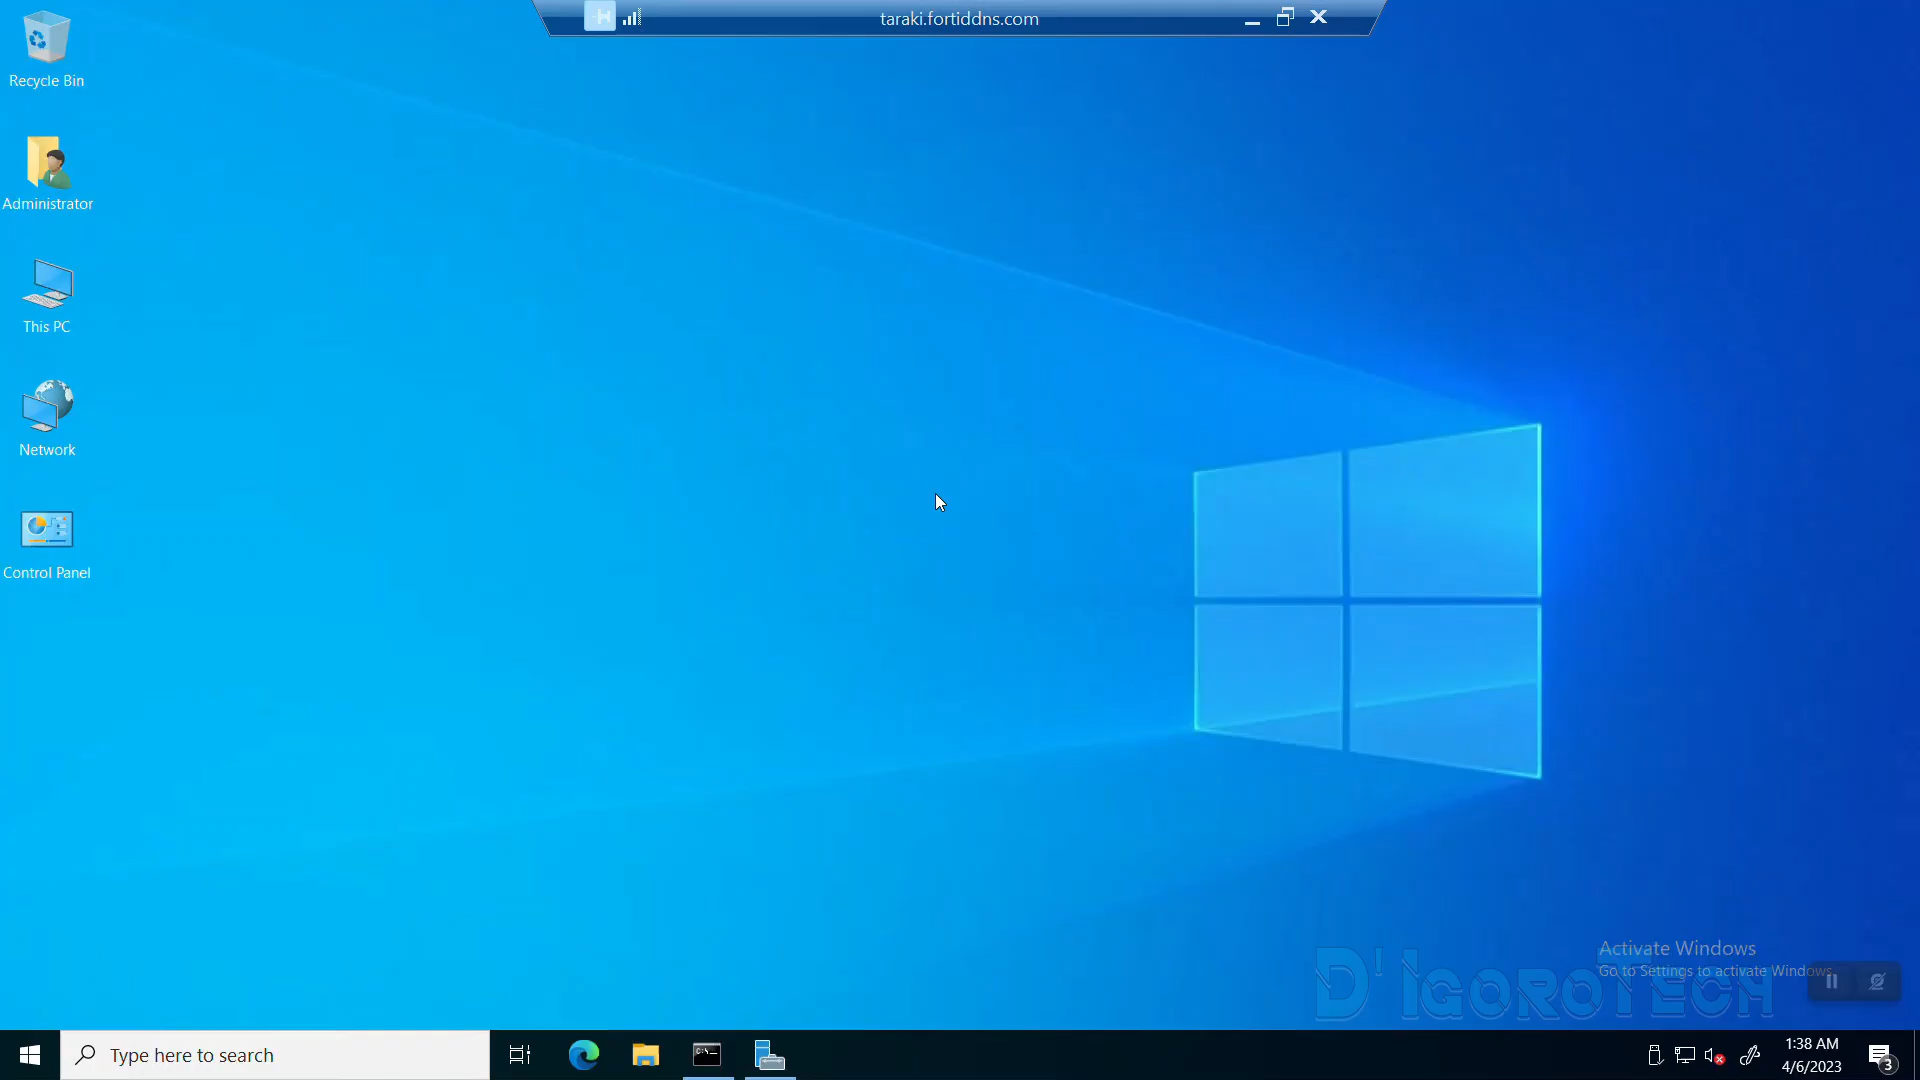 taraki.fortiddns.com
Recycle Bin
Administrator
This PC
Network
Control Panel
Activate Windows
Go to Settings to activate Windows.
D'IGOROTECH
Type here to search
C:\_
1:38 AM
4/6/2023
3